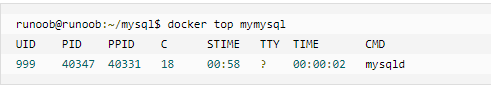 runoob@runoob:~/mysql$ docker top mymysql
UID    PID    PPID    C      STIME   TTY  TIME       CMD
999    40347  40331   18     00:58   ?    00:00:02   mysqld